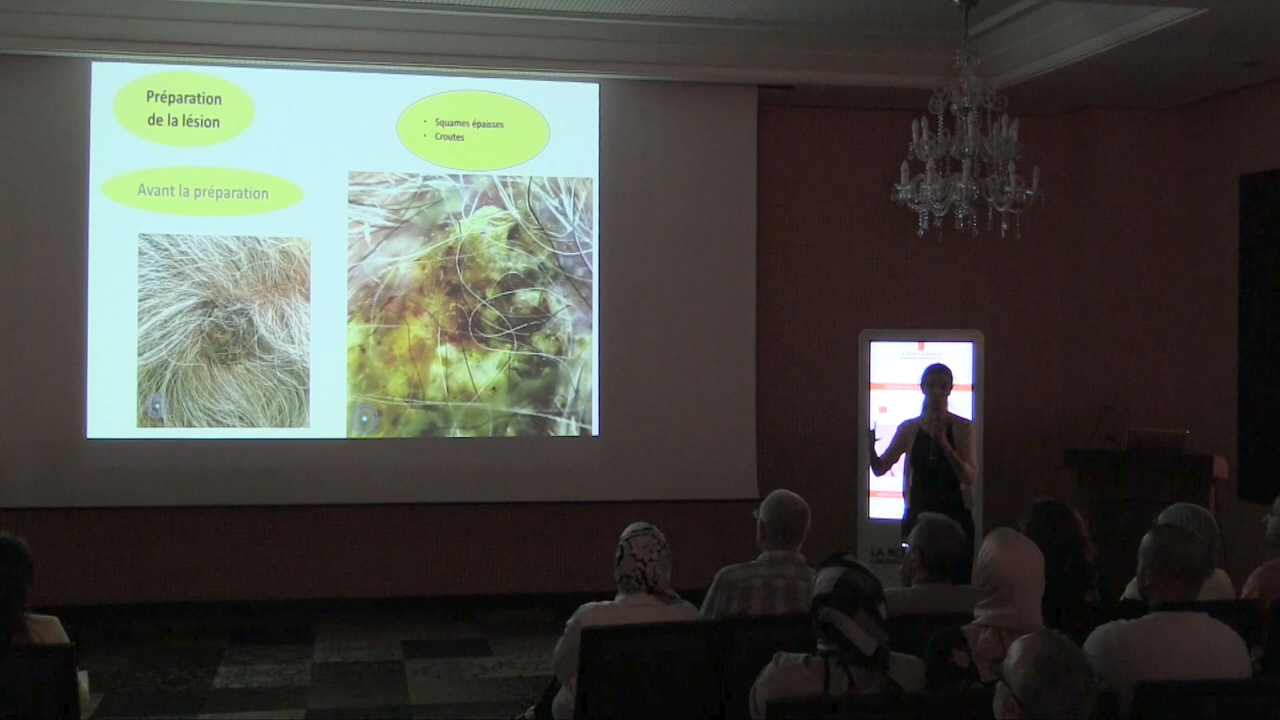 Préparation
de la lésion
Avant la préparation
• Squames épaisses
• Croutes